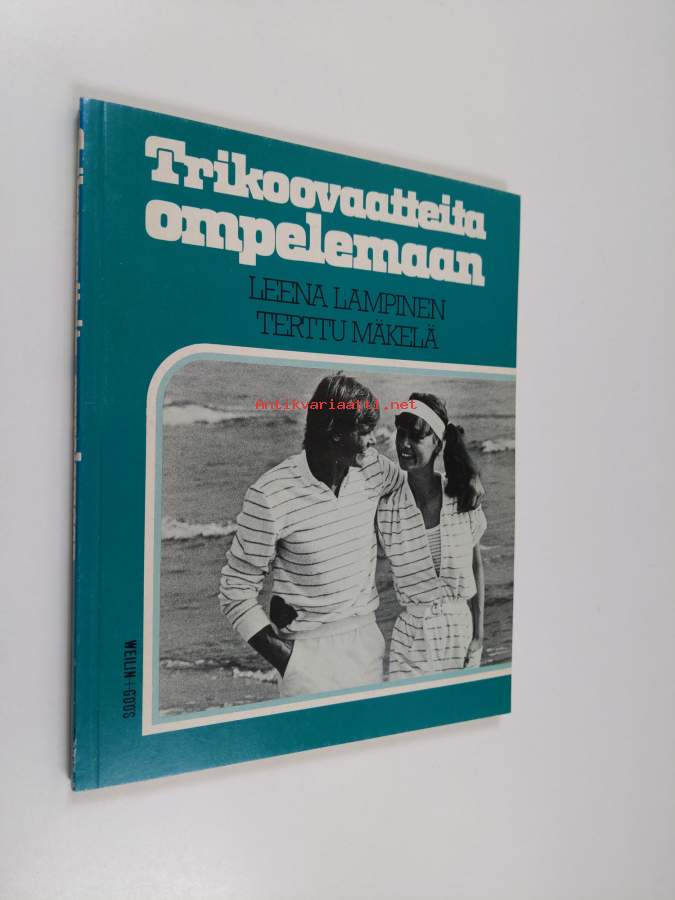 Trikoovaatteita
ompelemaan
LEENA LAMPINEN
TERTTU MÄKELÄ
Antikvariaatti.net
WEILIN+GÖÖS